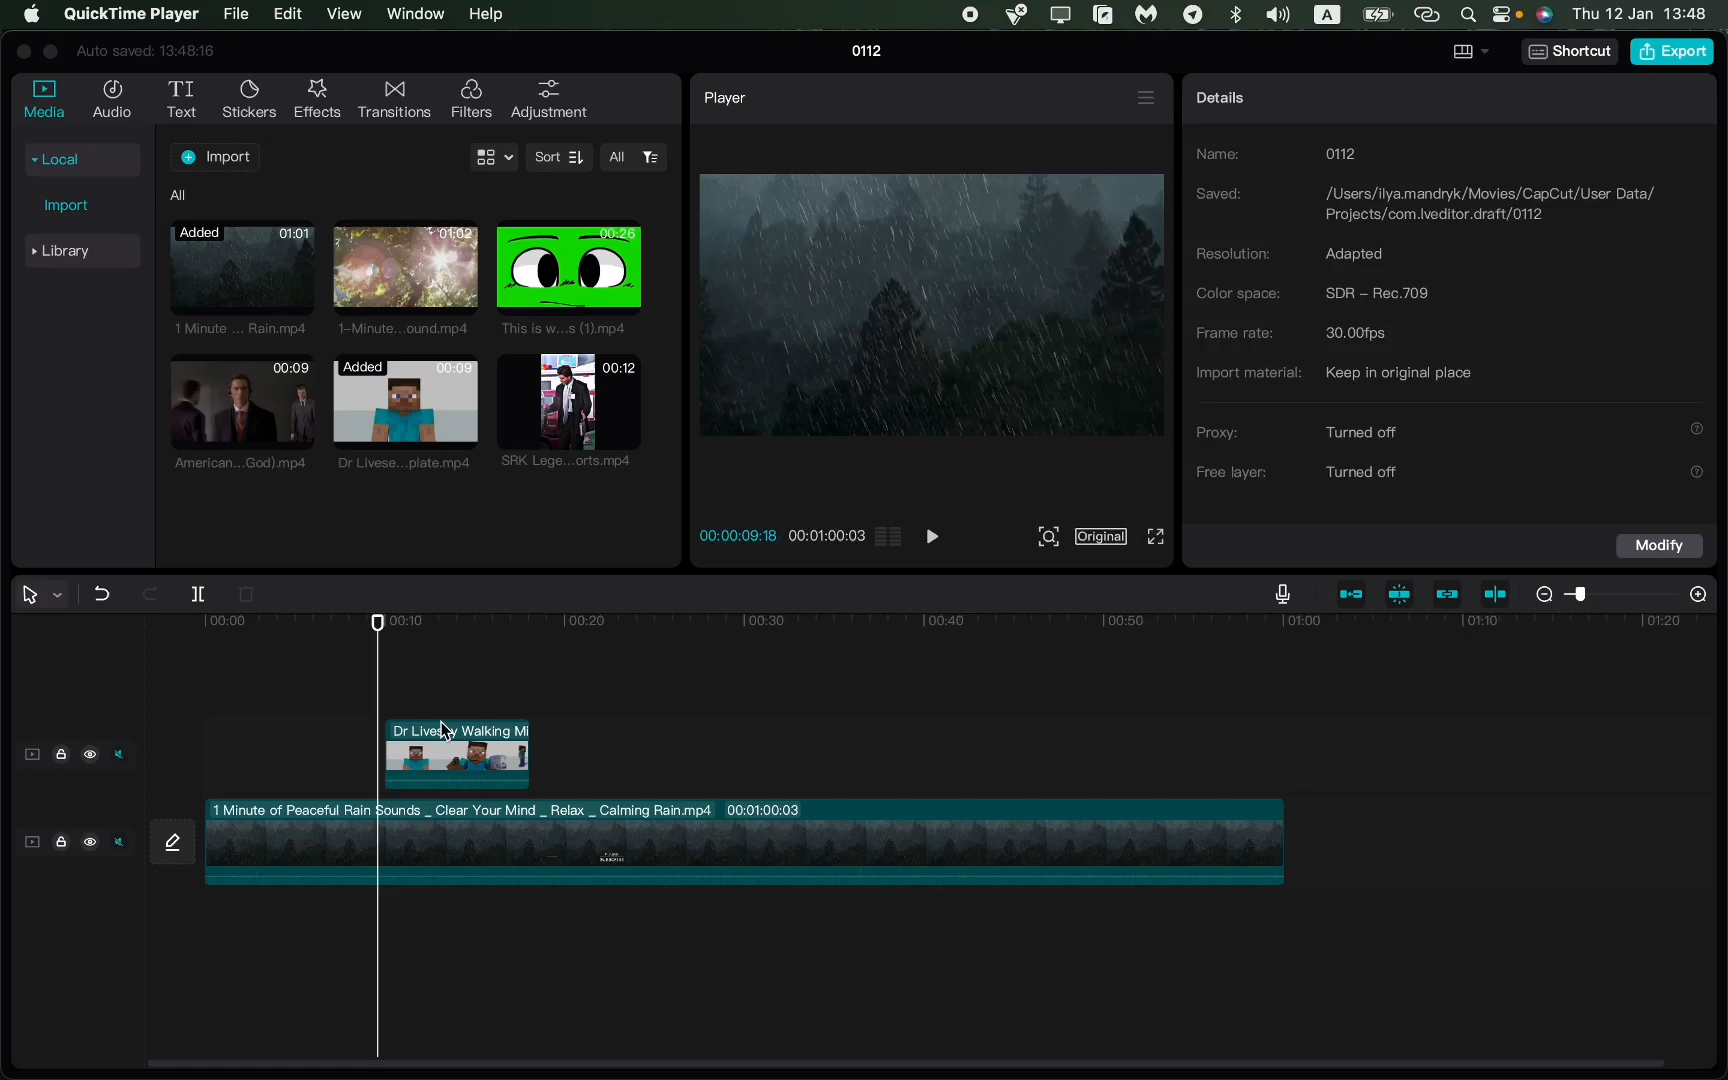 QuickTime Player File Edit View Window Help A Thu 12 Jan 13:48
Auto saved: 13:48:16 0112 Shortcut Export
Media Audio Text Stickers Effects Transitions Filters Adjustment
Local
Import
Library
Import Sort All
All
Added 01:01
1 Minute ... Rain.mp4
01:02
1-Minute...ound.mp4
00:26
This is w...s (1).mp4
00:09
American...God).mp4
Added 00:09
Dr Livese...plate.mp4
00:12
SRK Lege...orts.mp4
Player
00:00:09:18 00:01:00:03 Original
Details
Name: 0112
Saved: /Users/ilya.mandryk/Movies/CapCut/User Data/
Projects/com.lveditor.draft/0112
Resolution: Adapted
Color space: SDR – Rec.709
Frame rate: 30.00fps
Import material: Keep in original place
Proxy: Turned off
Free layer: Turned off
Modify
00:00 00:10 00:20 00:30 00:40 00:50 01:00 01:10 01:20
Dr Livesey Walking Mi
1 Minute of Peaceful Rain Sounds _ Clear Your Mind _ Relax _ Calming Rain.mp4 00:01:00:03
SUBSCRIBE